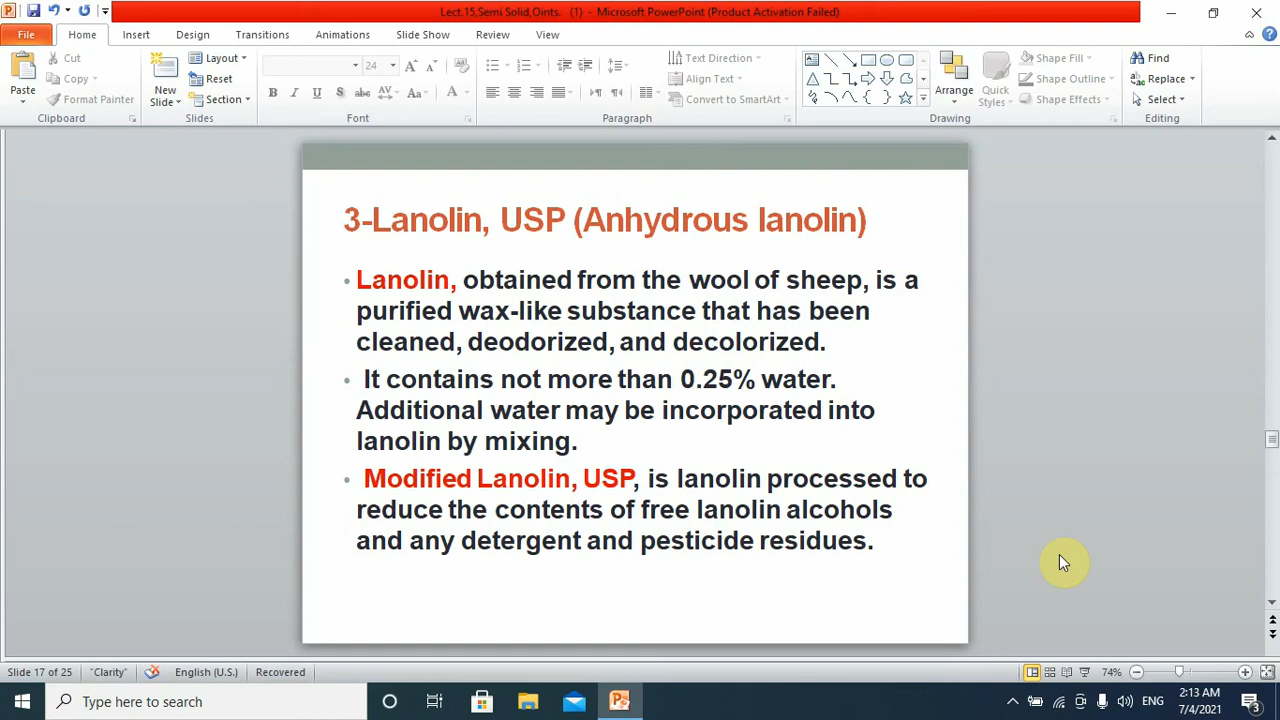 Lect.15,Semi Solid,Oints. (1) - Microsoft PowerPoint (Product Activation Failed)
File Home Insert Design Transitions Animations Slide Show Review View
Paste
Cut
Copy
Format Painter
Clipboard
New Slide
Layout
Reset
Section
Slides
24
B I U S abc AV Aa A
Font
Text Direction
Align Text
Convert to SmartArt
Paragraph
Arrange
Quick Styles
Shape Fill
Shape Outline
Shape Effects
Drawing
Find
Replace
Select
Editing
3-Lanolin, USP (Anhydrous lanolin)
• Lanolin, obtained from the wool of sheep, is a
purified wax-like substance that has been
cleaned, deodorized, and decolorized.
• It contains not more than 0.25% water.
Additional water may be incorporated into
lanolin by mixing.
• Modified Lanolin, USP, is lanolin processed to
reduce the contents of free lanolin alcohols
and any detergent and pesticide residues.
Slide 17 of 25 "Clarity" English (U.S.) Recovered 74%
Type here to search
ENG
2:13 AM
7/4/2021
3